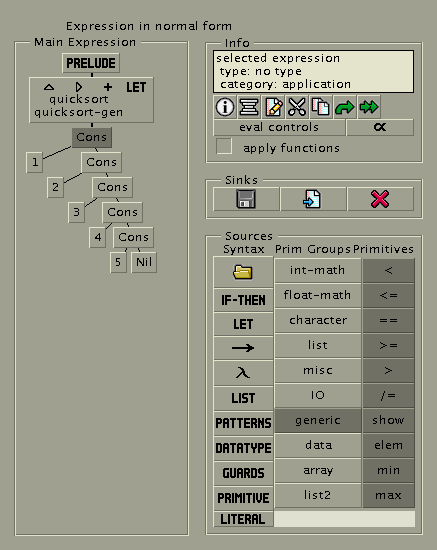 Expression in normal form
Main Expression
PRELUDE
LET
quicksort
quicksort-gen
Cons
1
Cons
2
Cons
3
Cons
4
Cons
5
Nil
Info
selected expression
type: no type
category: application
eval controls
α
apply functions
Sinks
Sources
Syntax Prim Groups Primitives
int-math <
IF-THEN float-math <=
LET character ==
→ list >=
λ misc >
LIST IO /=
PATTERNS generic show
DATATYPE data elem
GUARDS array min
PRIMITIVE list2 max
LITERAL